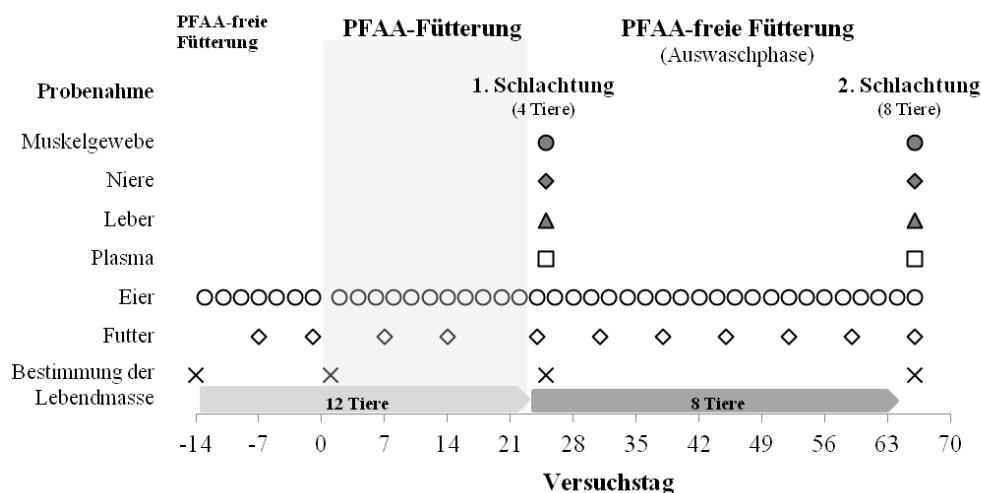 PFAA-freie
Fütterung
PFAA-Fütterung
PFAA-freie Fütterung
(Auswaschphase)
Probenahme
1. Schlachtung
(4 Tiere)
2. Schlachtung
(8 Tiere)
Muskelgewebe
Niere
Leber
Plasma
Eier
Futter
Bestimmung der
Lebendmasse
12 Tiere
8 Tiere
-14 -7 0 7 14 21 28 35 42 49 56 63 70
Versuchstag